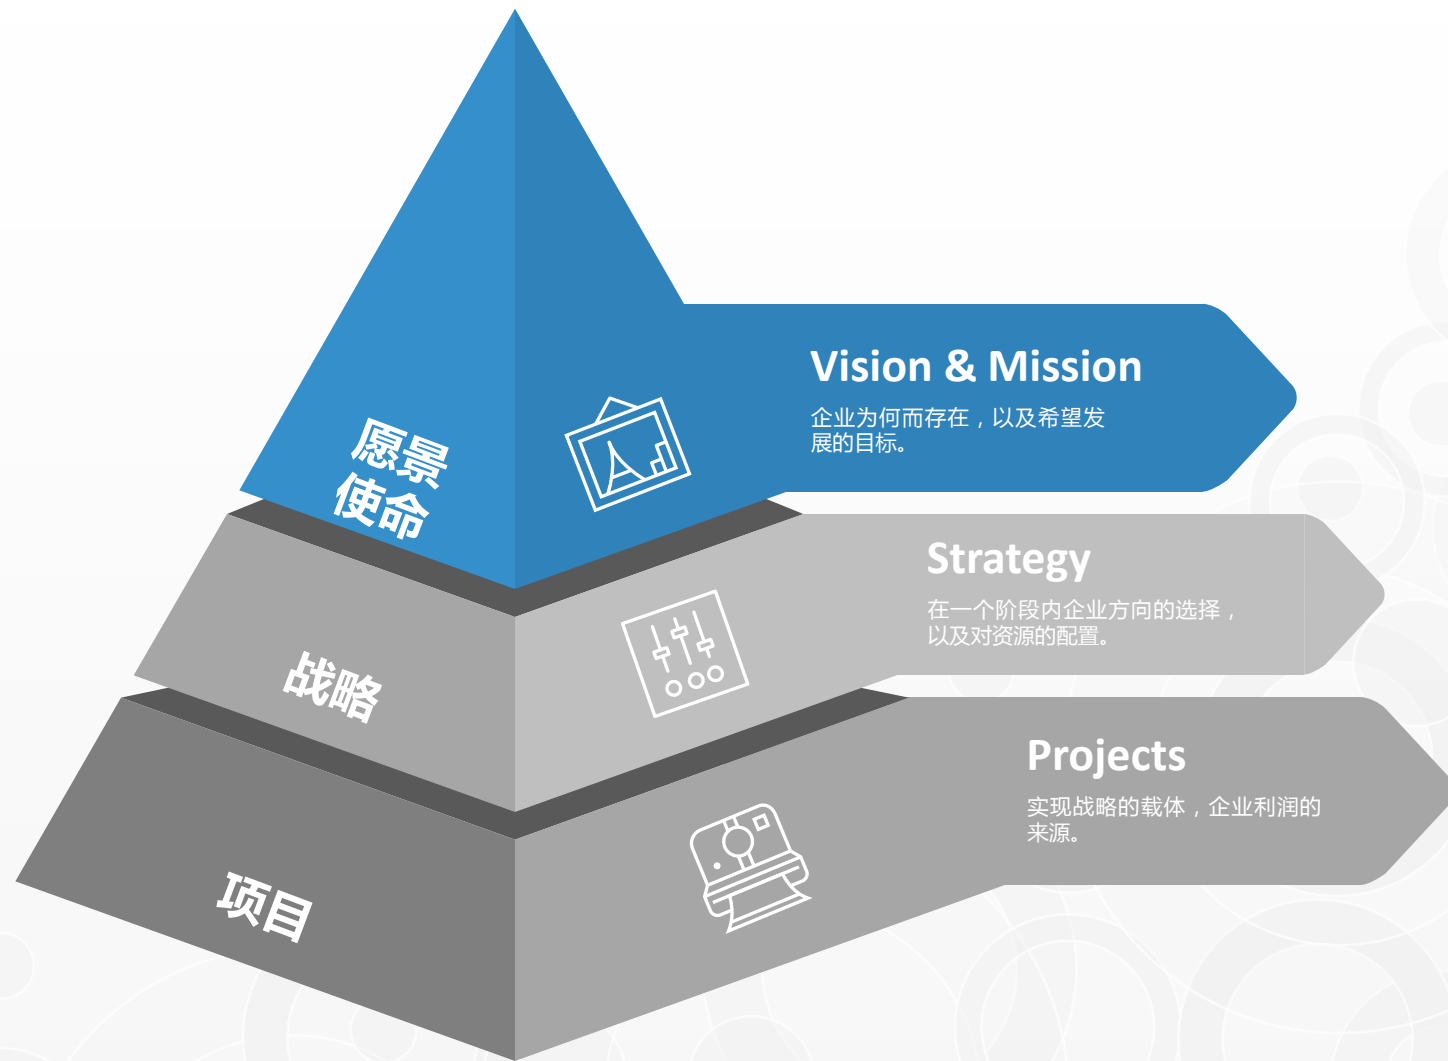 Vision & Mission
企业为何而存在，以及希望发
展的目标。
愿景
使命
Strategy
在一个阶段内企业方向的选择，
以及对资源的配置。
战略
Projects
实现战略的载体，企业利润的
来源。
项目